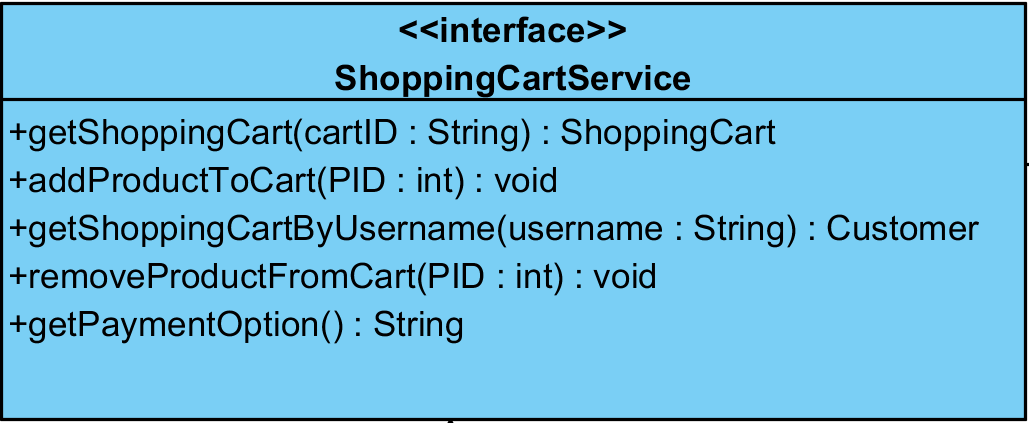 <<interface>>
ShoppingCartService
+getShoppingCart(cartID : String) : ShoppingCart
+addProductToCart(PID : int) : void
+getShoppingCartByUsername(username : String) : Customer
+removeProductFromCart(PID : int) : void
+getPaymentOption() : String